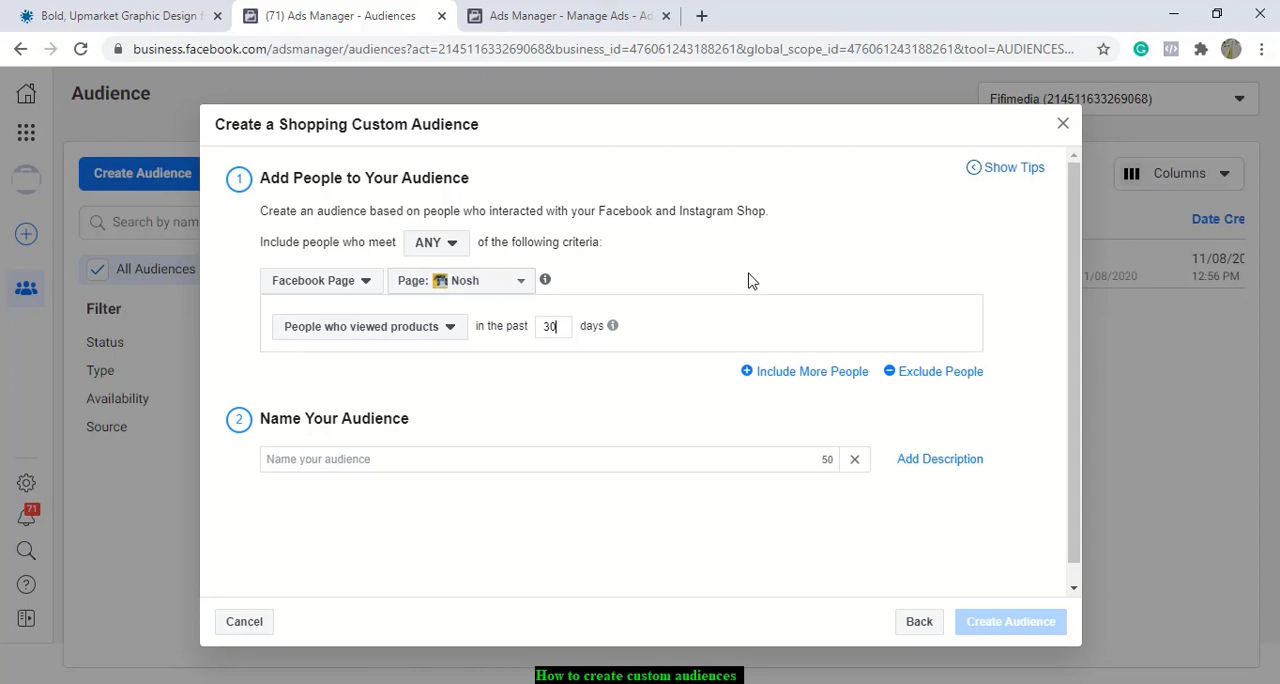 Bold, Upmarket Graphic Design f
(71) Ads Manager - Audiences
Ads Manager - Manage Ads - Ad
business.facebook.com/adsmanager/audiences?act=214511633269068&business_id=476061243188261&global_scope_id=476061243188261&tool=AUDIENCES...
Audience
Fifimedia (214511633269068)
Create a Shopping Custom Audience
Create Audience
Columns
Search by nam
Date Cre
All Audiences
11/08/20
1/08/2020
12:56 PM
Filter
Status
Type
Availability
Source
71
Show Tips
1 Add People to Your Audience
Create an audience based on people who interacted with your Facebook and Instagram Shop.
Include people who meet ANY of the following criteria:
Facebook Page Page: Nosh
People who viewed products in the past 30 days
Include More People Exclude People
2 Name Your Audience
Name your audience 50 Add Description
Cancel Back Create Audience
How to create custom audiences